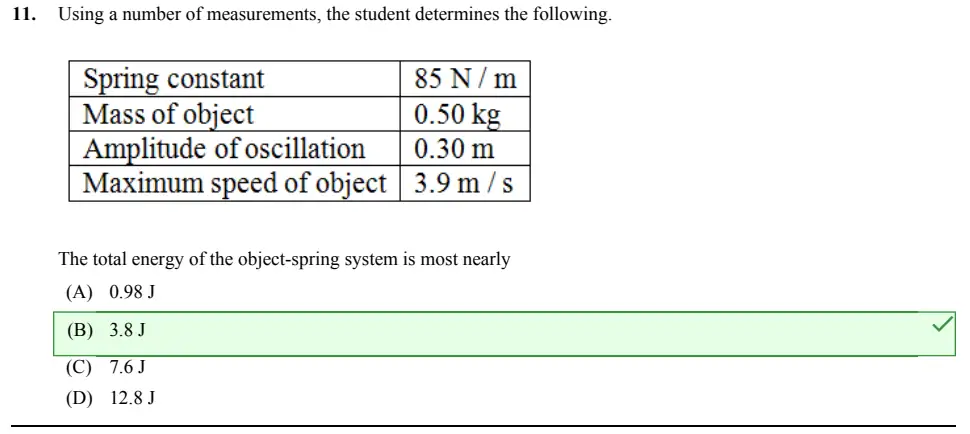 11. Using a number of measurements, the student determines the following.
Spring constant 85 N / m
Mass of object 0.50 kg
Amplitude of oscillation 0.30 m
Maximum speed of object 3.9 m / s
The total energy of the object-spring system is most nearly
(A) 0.98 J
(B) 3.8 J
(C) 7.6 J
(D) 12.8 J